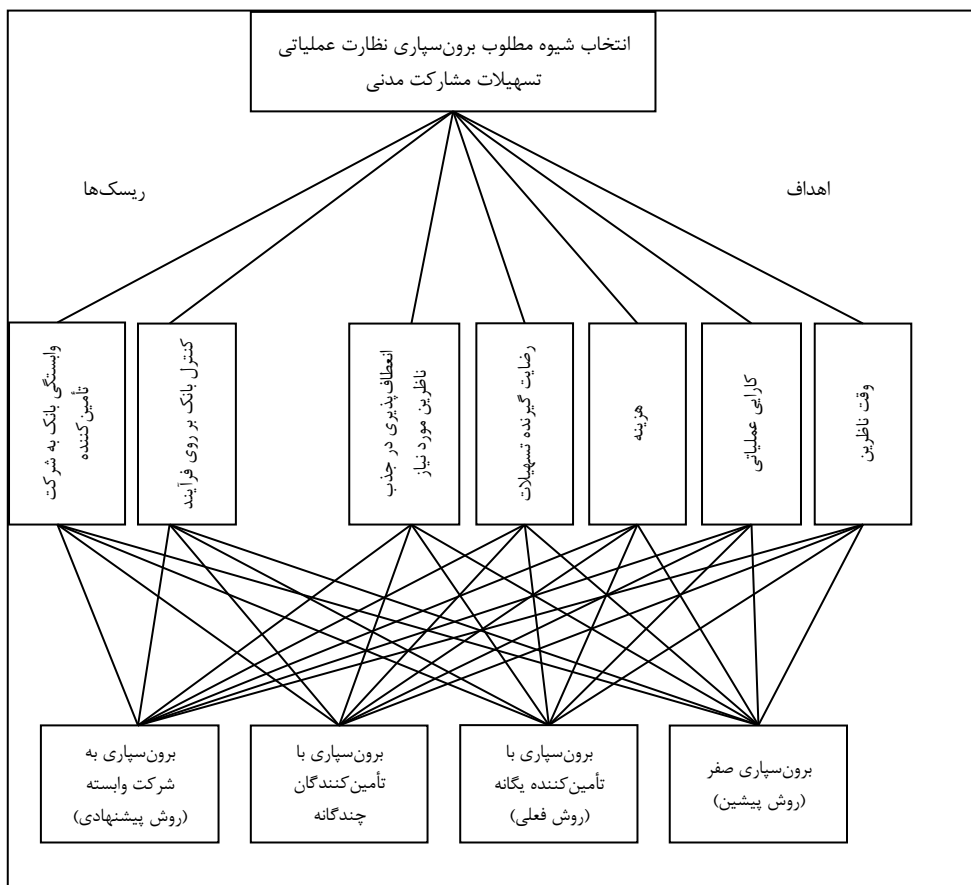 انتخاب شیوه مطلوب برون‌سپاری نظارت عملیاتی
تسهیلات مشارکت مدنی
اهداف
ریسک‌ها
وقت ناظرین
کارایی عملیاتی
هزینه
رضایت گیرنده تسهیلات
انعطاف‌پذیری در جذب
ناظرین مورد نیاز
کنترل بانک بر روی فرآیند
وابستگی بانک به شرکت
تأمین‌کننده
برون‌سپاری صفر
(روش پیشین)
برون‌سپاری با
تأمین‌کننده یگانه
(روش فعلی)
برون‌سپاری با
تأمین‌کنندگان
چندگانه
برون‌سپاری به
شرکت وابسته
(روش پیشنهادی)